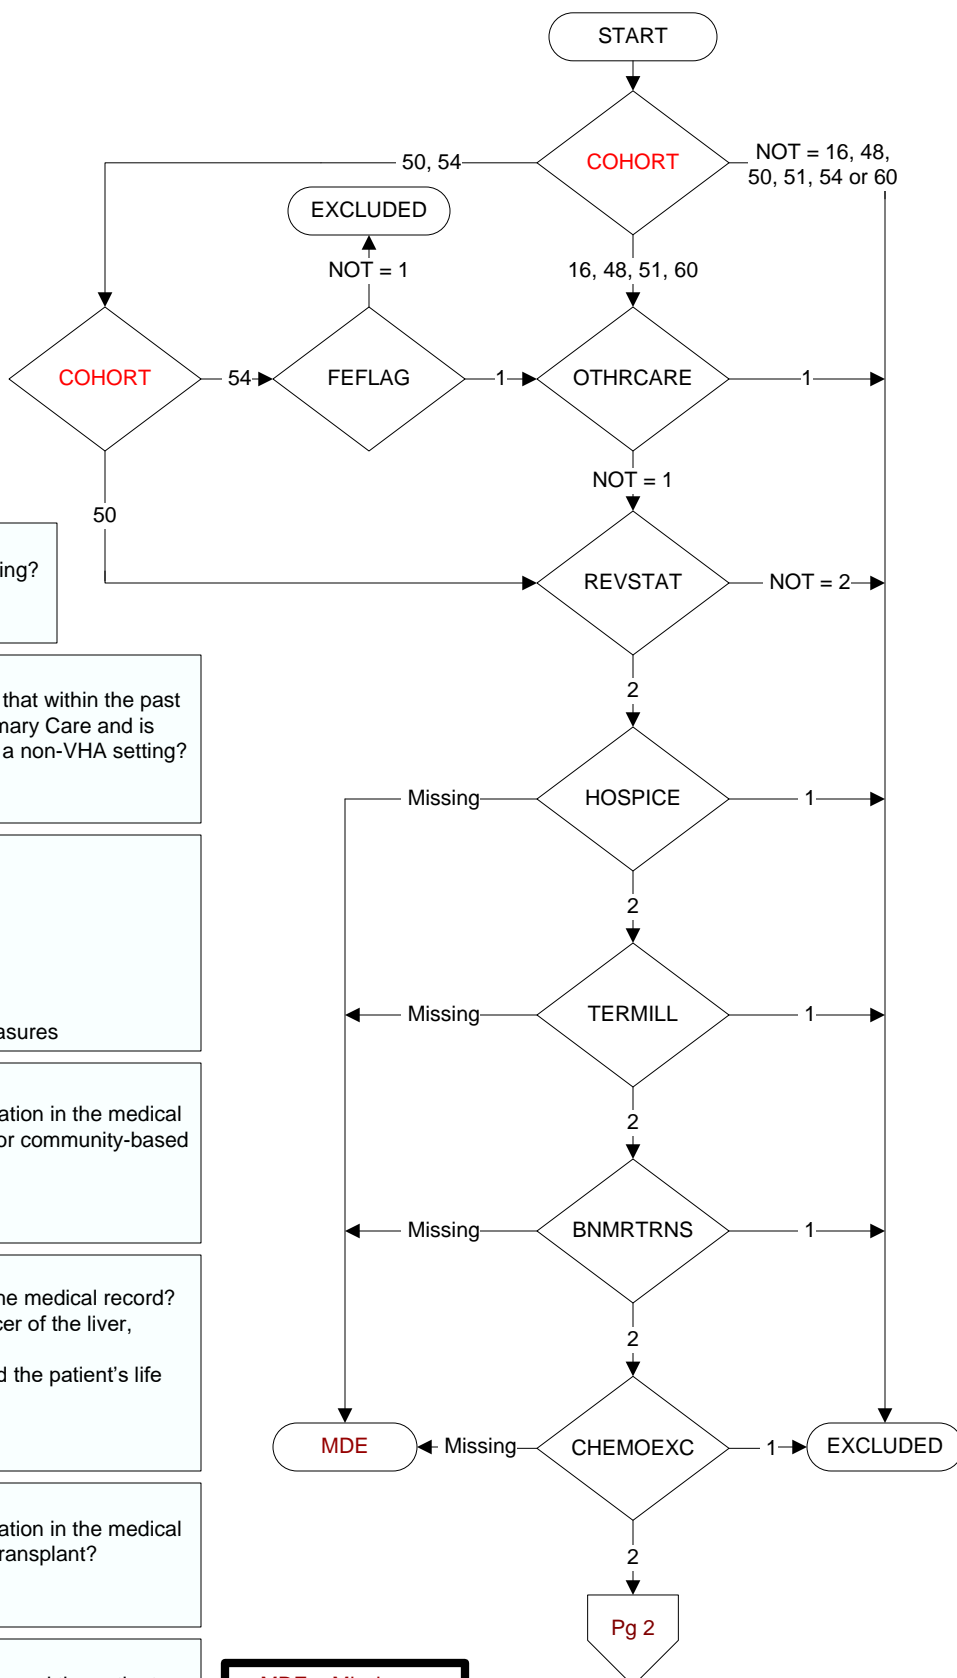 START
COHORT
50, 54
NOT = 16, 48,
50, 51, 54 or 60
EXCLUDED
NOT = 1
16, 48, 51, 60
COHORT
54
FEFLAG
1
OTHRCARE
1
NOT = 1
50
REVSTAT
NOT = 2
2
ing?
that within the past
mary Care and is
a non-VHA setting?
Missing
HOSPICE
1
2
asures
Missing
TERMILL
1
2
ation in the medical
or community-based
Missing
BNMRTRNS
1
2
he medical record?
cer of the liver,
d the patient's life
MDE
Missing
CHEMOEXC
1
EXCLUDED
2
ation in the medical
transplant?
Pg 2